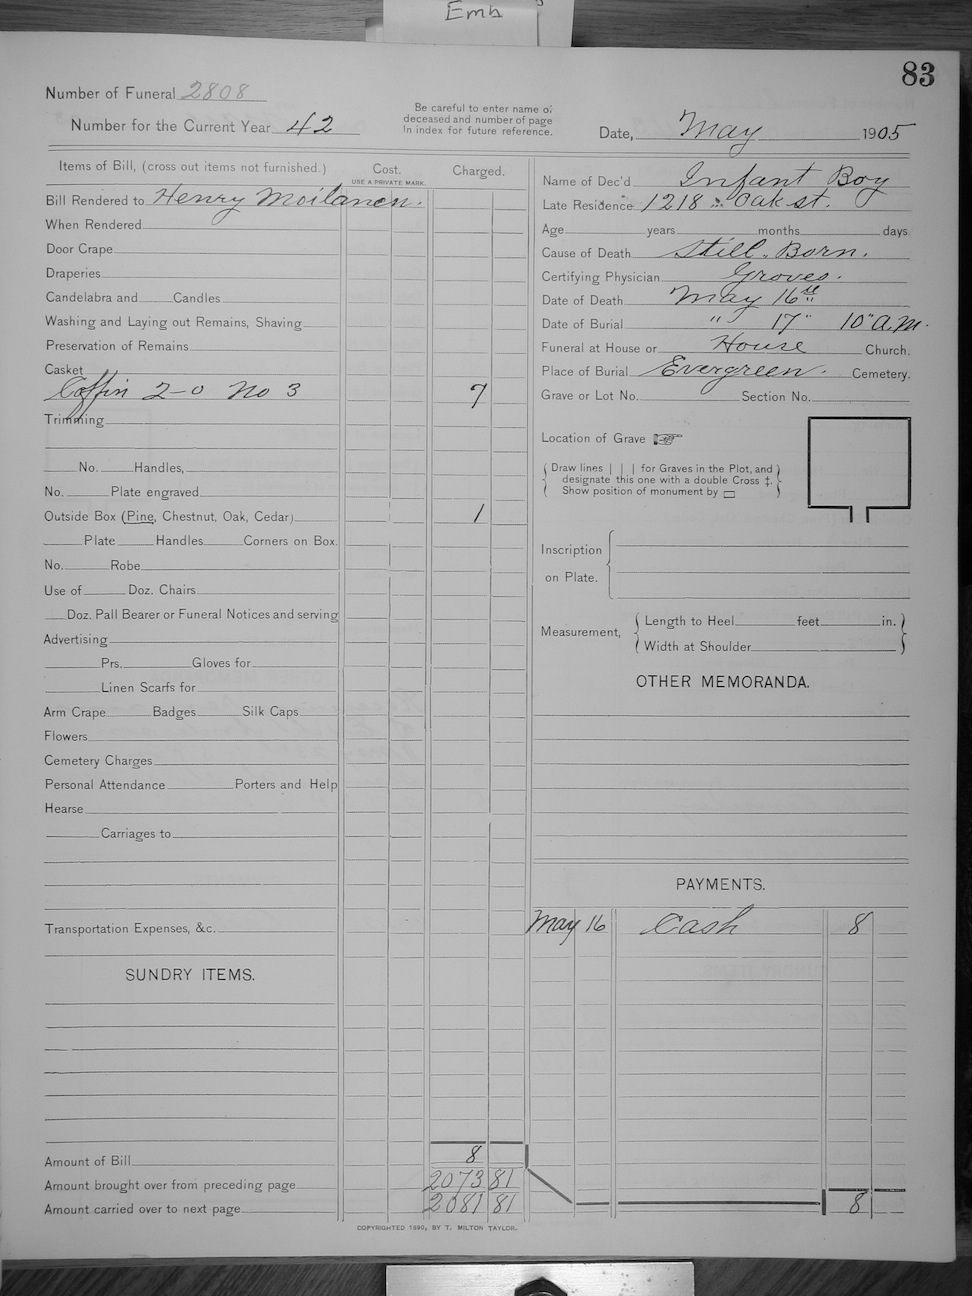 Emb
83
Number of Funeral 2808
Number for the Current Year 42
Be careful to enter name of
deceased and number of page
In index for future reference.
Date, May 1905
Items of Bill, (cross out items not furnished.)
Cost.
USE A PRIVATE MARK.
Charged.
Bill Rendered to Henry Moilanen.
When Rendered
Door Crape
Draperies
Candelabra and Candles
Washing and Laying out Remains, Shaving
Preservation of Remains
Casket
Coffin 2-0 No 3 7
Trimming
No. Handles,
No. Plate engraved
Outside Box (Pine, Chestnut, Oak, Cedar) 1
Plate Handles Corners on Box.
No. Robe
Use of Doz. Chairs
Doz. Pall Bearer or Funeral Notices and serving
Advertising
Prs. Gloves for
Linen Scarfs for
Arm Crape Badges Silk Caps
Flowers
Cemetery Charges
Personal Attendance Porters and Help
Hearse
Carriages to
Transportation Expenses, &c.
SUNDRY ITEMS.
Amount of Bill 8
Amount brought over from preceding page 2073 81
Amount carried over to next page 2081 81
Name of Dec'd Infant Boy
Late Residence 1218 Oak st.
Age years months days
Cause of Death Still Born.
Certifying Physician Groves.
Date of Death May 16
Date of Burial " 17" 10" A.M.
Funeral at House or House Church.
Place of Burial Evergreen. Cemetery.
Grave or Lot No. Section No.
Location of Grave
Draw lines | | | for Graves in the Plot, and
designate this one with a double Cross ‡.
Show position of monument by ▭
Inscription
on Plate.
Measurement,
Length to Heel feet in.
Width at Shoulder
OTHER MEMORANDA.
PAYMENTS.
May 16 Cash 8
8
COPYRIGHTED 1890, BY T. MILTON TAYLOR.